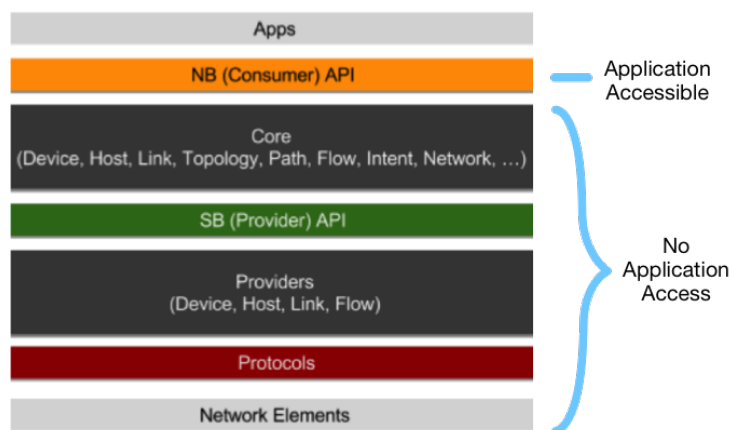 Apps
NB (Consumer) API
Application
Accessible
Core
(Device, Host, Link, Topology, Path, Flow, Intent, Network, ...)
SB (Provider) API
No
Application
Access
Providers
(Device, Host, Link, Flow)
Protocols
Network Elements